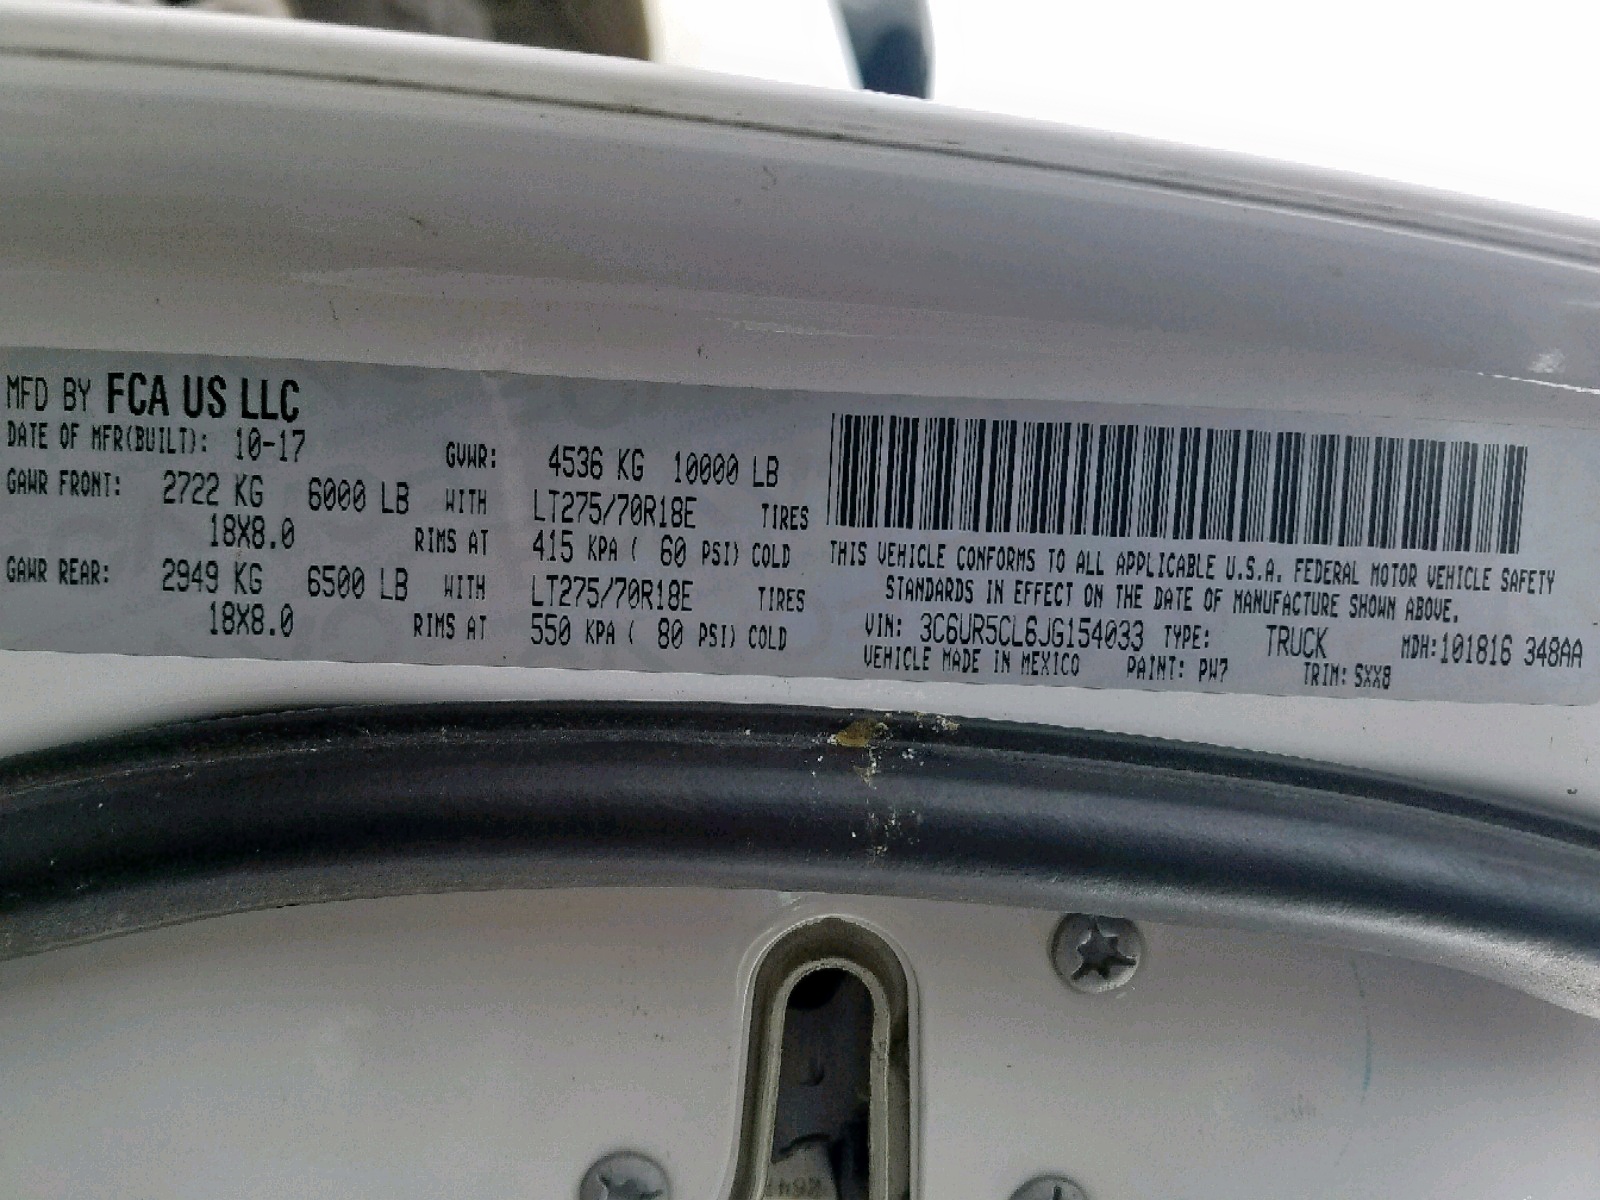 MFD BY FCA US LLC
DATE OF MFR(BUILT): 10-17 GVWR: 4536 KG 10000 LB
GAWR FRONT: 2722 KG 6000 LB WITH LT275/70R18E TIRES
18X8.0 RIMS AT 415 KPA ( 60 PSI) COLD
GAWR REAR: 2949 KG 6500 LB WITH LT275/70R18E TIRES
18X8.0 RIMS AT 550 KPA ( 80 PSI) COLD
THIS VEHICLE CONFORMS TO ALL APPLICABLE U.S.A. FEDERAL MOTOR VEHICLE SAFETY
STANDARDS IN EFFECT ON THE DATE OF MANUFACTURE SHOWN ABOVE.
VIN: 3C6UR5CL6JG154033 TYPE: TRUCK MDH:101816 348AA
VEHICLE MADE IN MEXICO PAINT: PW7 TRIM: SXX8